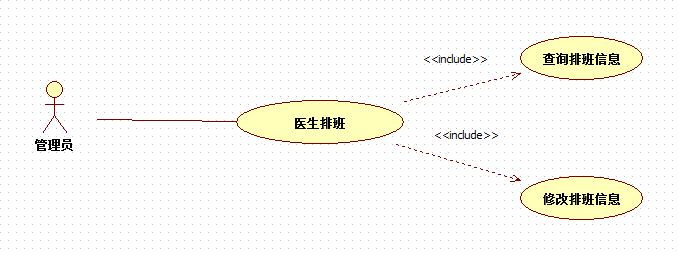 <<include>>
查询排班信息
管理员
医生排班
<<include>>
修改排班信息